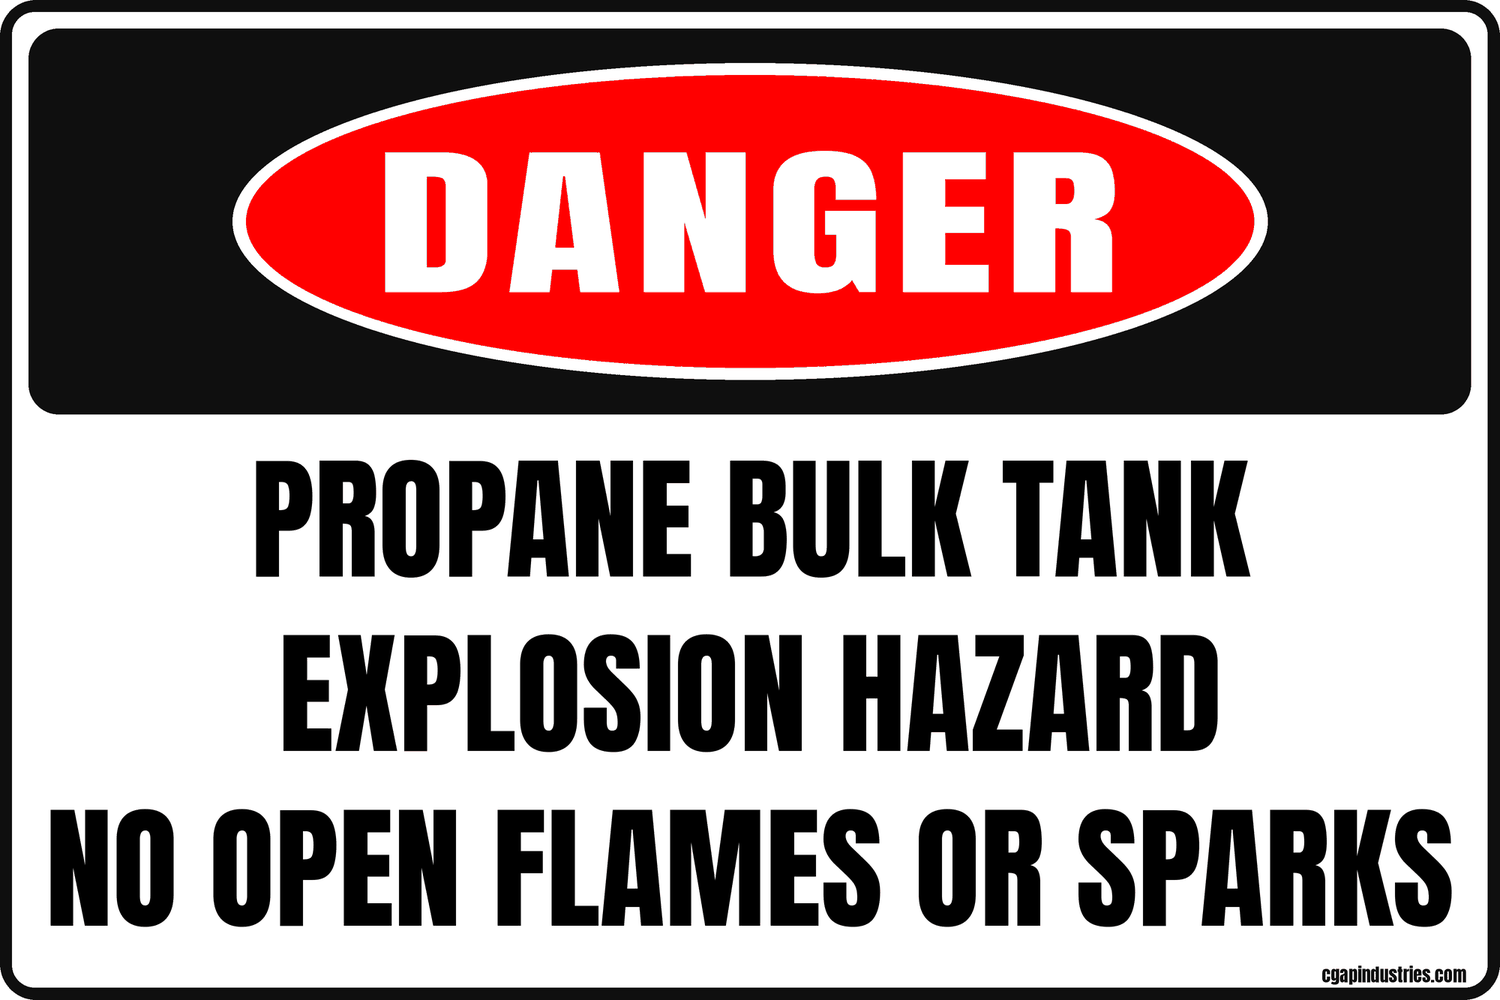 DANGER
PROPANE BULK TANK
EXPLOSION HAZARD
NO OPEN FLAMES OR SPARKS
cgapindustries.com